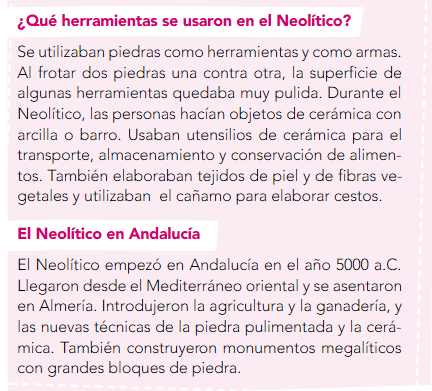 ¿Qué herramientas se usaron en el Neolítico?
Se utilizaban piedras como herramientas y como armas.
Al frotar dos piedras una contra otra, la superficie de
algunas herramientas quedaba muy pulida. Durante el
Neolítico, las personas hacían objetos de cerámica con
arcilla o barro. Usaban utensilios de cerámica para el
transporte, almacenamiento y conservación de alimen-
tos. También elaboraban tejidos de piel y de fibras ve-
getales y utilizaban el cañamo para elaborar cestos.
El Neolítico en Andalucía
El Neolítico empezó en Andalucía en el año 5000 a.C.
Llegaron desde el Mediterráneo oriental y se asentaron
en Almería. Introdujeron la agricultura y la ganadería, y
las nuevas técnicas de la piedra pulimentada y la cerá-
mica. También construyeron monumentos megalíticos
con grandes bloques de piedra.